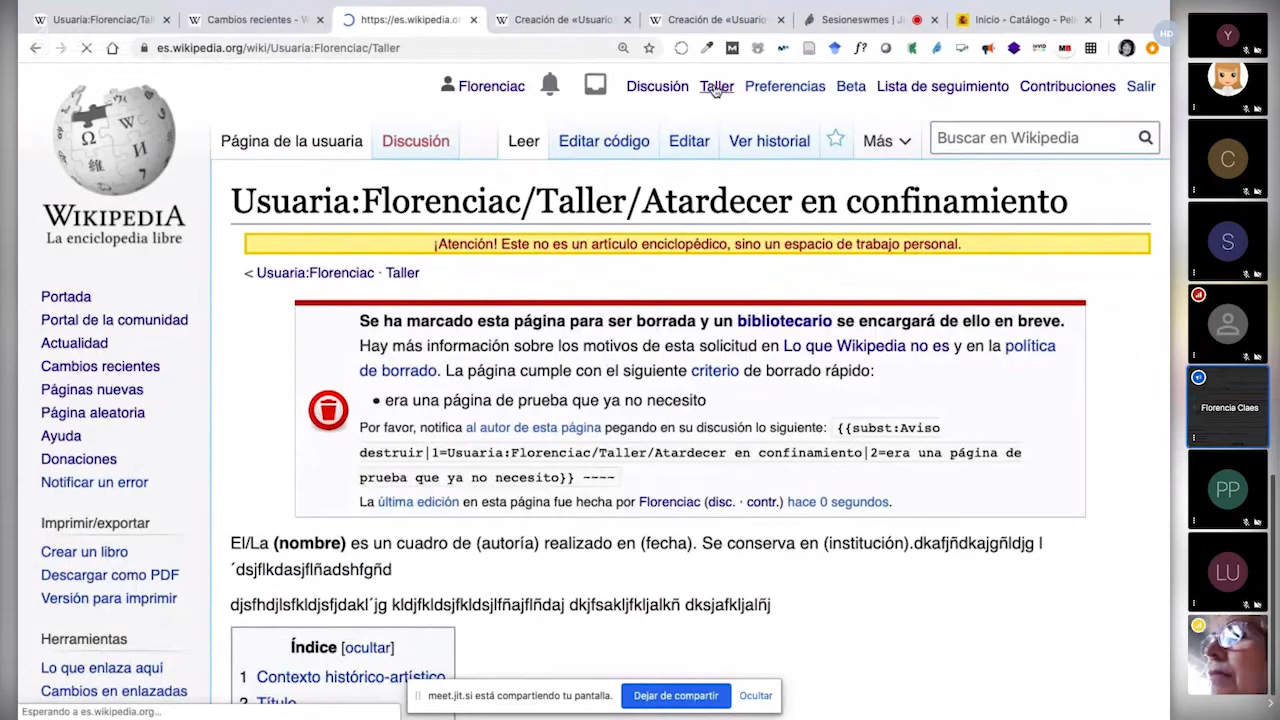 Usuaria:Florenciac/Tall
Cambios recientes - W
https://es.wikipedia.or
Creación de «Usuario
Creación de «Usuario
Sesioneswmes | Ji
Inicio - Catálogo - Peli
es.wikipedia.org/wiki/Usuaria:Florenciac/Taller
HD
Florenciac Discusión Taller Preferencias Beta Lista de seguimiento Contribuciones Salir
Página de la usuaria Discusión Leer Editar código Editar Ver historial Más Buscar en Wikipedia
WIKIPEDIA
La enciclopedia libre
Usuaria:Florenciac/Taller/Atardecer en confinamiento
¡Atención! Este no es un artículo enciclopédico, sino un espacio de trabajo personal.
< Usuaria:Florenciac · Taller
Portada
Portal de la comunidad
Actualidad
Cambios recientes
Páginas nuevas
Página aleatoria
Ayuda
Donaciones
Notificar un error
Imprimir/exportar
Crear un libro
Descargar como PDF
Versión para imprimir
Herramientas
Lo que enlaza aquí
Cambios en enlazadas
Se ha marcado esta página para ser borrada y un bibliotecario se encargará de ello en breve.
Hay más información sobre los motivos de esta solicitud en Lo que Wikipedia no es y en la política
de borrado. La página cumple con el siguiente criterio de borrado rápido:
• era una página de prueba que ya no necesito
Por favor, notifica al autor de esta página pegando en su discusión lo siguiente: {{subst:Aviso
destruir|1=Usuaria:Florenciac/Taller/Atardecer en confinamiento|2=era una página de
prueba que ya no necesito}} ~~~~
La última edición en esta página fue hecha por Florenciac (disc. · contr.) hace 0 segundos.
El/La (nombre) es un cuadro de (autoría) realizado en (fecha). Se conserva en (institución).dkafjñdkajgñldjg l
´dsjflkdasjflñadshfgñd
djsfhdjlsfkldjsfjdakl´jg kldjfkldsjfkldsjlfñajflñdaj dkjfsakljfkljalkñ dksjafkljalñj
Índice [ocultar]
1 Contexto histórico-artístico
2 Título
meet.jit.si está compartiendo tu pantalla. Dejar de compartir Ocultar
Esperando a es.wikipedia.org...
Y
C
S
Florencia Claes
PP
LU